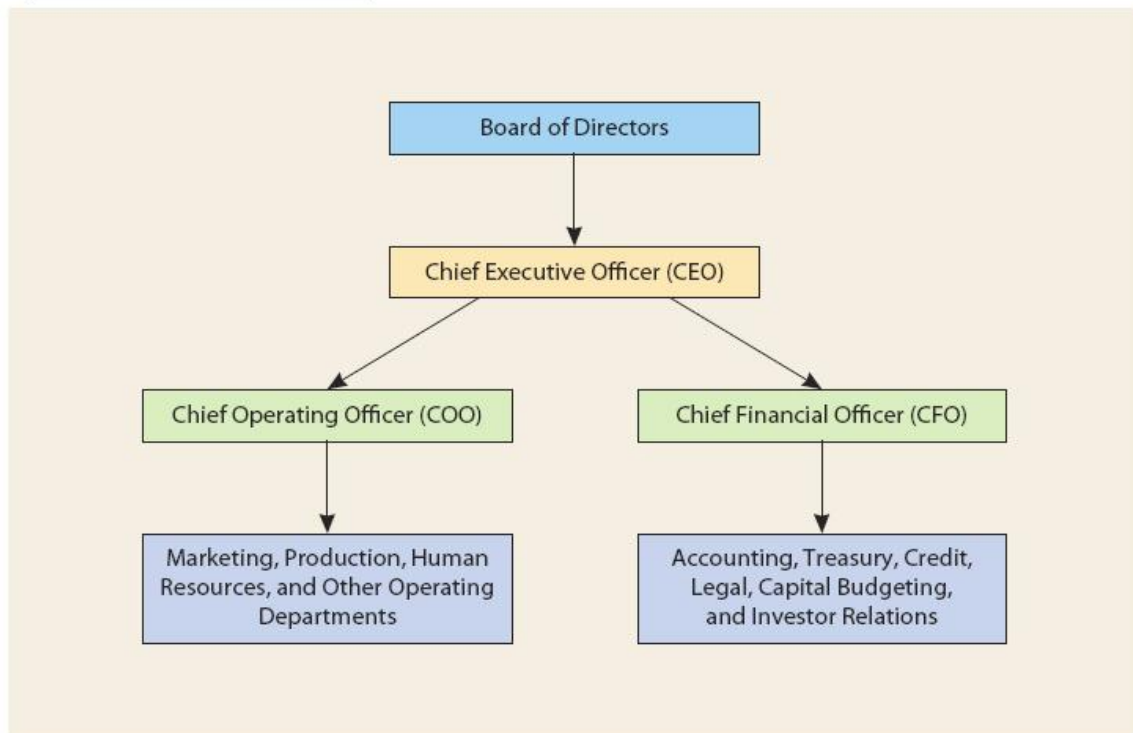 Board of Directors
Chief Executive Officer (CEO)
Chief Operating Officer (COO)
Chief Financial Officer (CFO)
Marketing, Production, Human
Resources, and Other Operating
Departments
Accounting, Treasury, Credit,
Legal, Capital Budgeting,
and Investor Relations